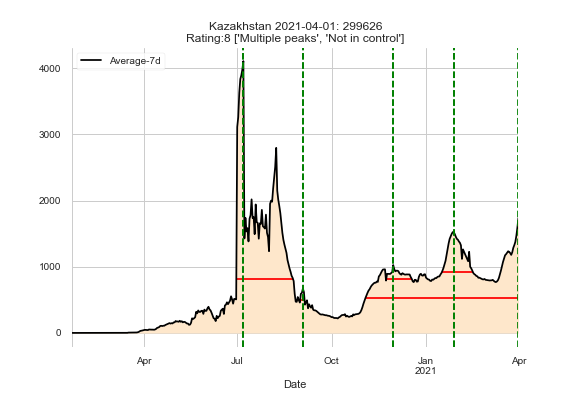 Kazakhstan 2021-04-01: 299626
Rating:8 ['Multiple peaks', 'Not in control']
Average-7d
4000
3000
2000
1000
0
Apr
Jul
Oct
Jan
2021
Apr
Date